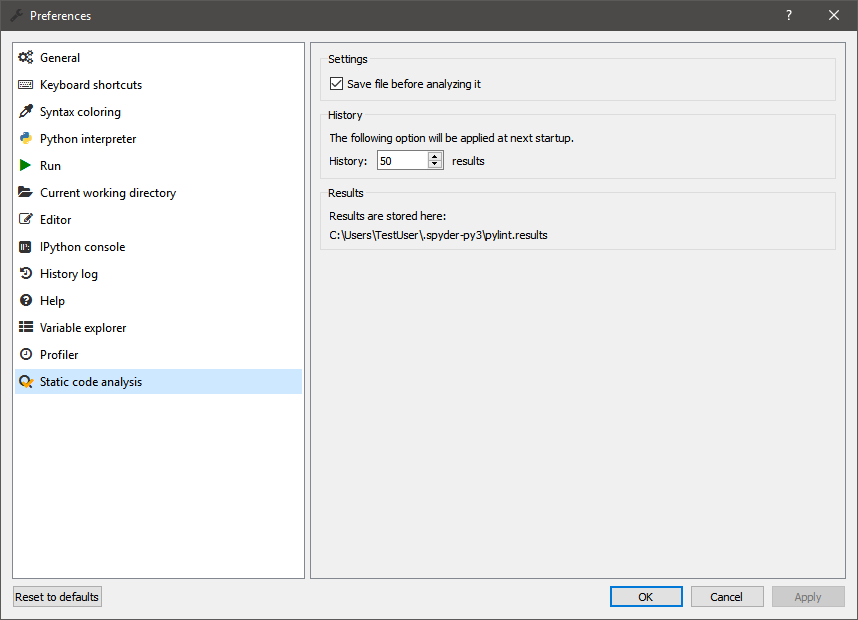 Preferences
?
General
Keyboard shortcuts
Syntax coloring
Python interpreter
Run
Current working directory
Editor
IPython console
History log
Help
Variable explorer
Profiler
Static code analysis
Settings
Save file before analyzing it
History
The following option will be applied at next startup.
History: 50 results
Results
Results are stored here:
C:\Users\TestUser\.spyder-py3\pylint.results
Reset to defaults
OK
Cancel
Apply